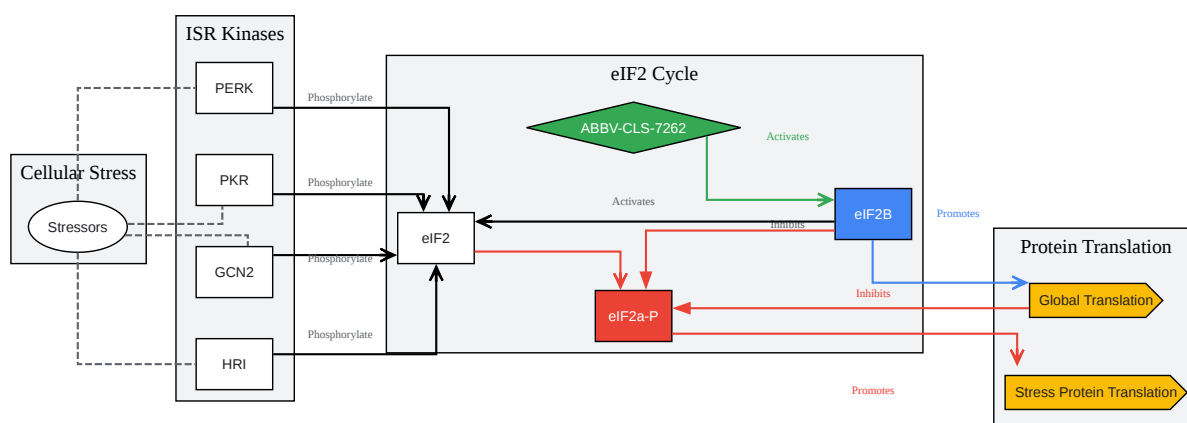 ISR Kinases
PERK
Phosphorylate
eIF2 Cycle
ABBV-CLS-7262
Activates
Cellular Stress
Stressors
PKR
Phosphorylate
Activates
eIF2B
Promotes
Inhibits
eIF2
Protein Translation
GCN2
Phosphorylate
Inhibits
Global Translation
eIF2a-P
Phosphorylate
HRI
Promotes
Stress Protein Translation